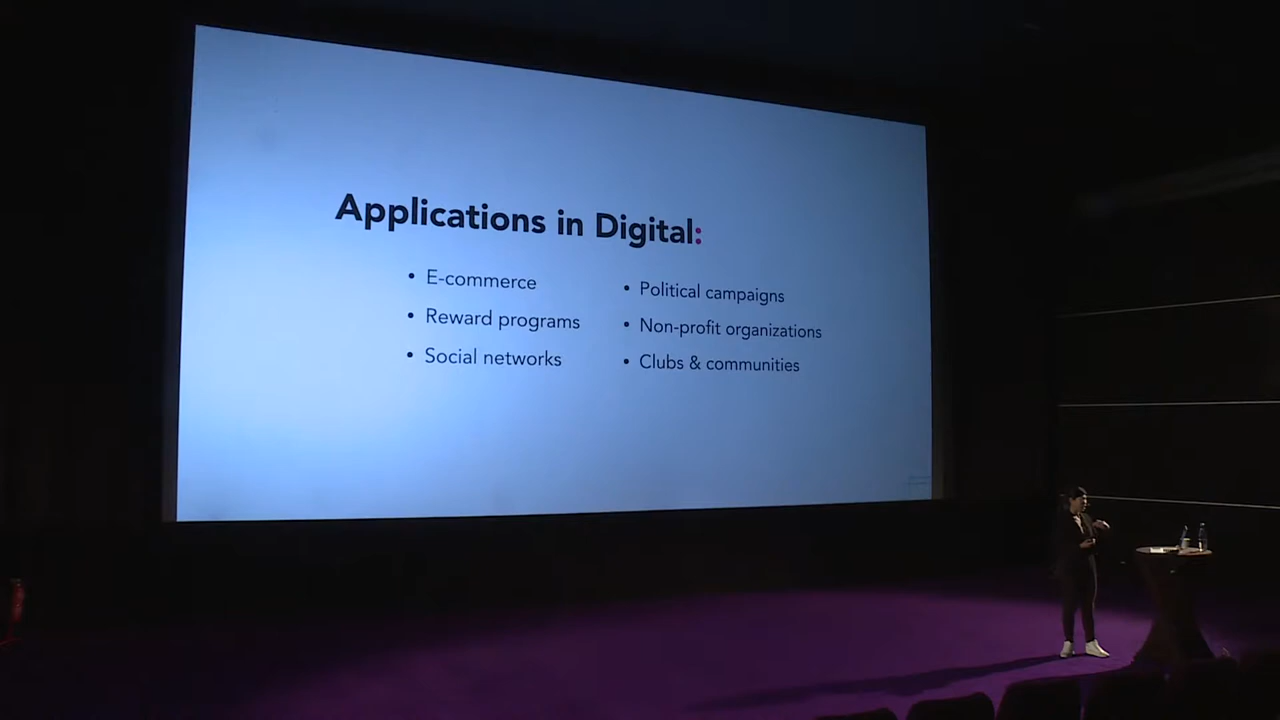 Applications in Digital:
• E-commerce
• Reward programs
• Social networks
• Political campaigns
• Non-profit organizations
• Clubs & communities